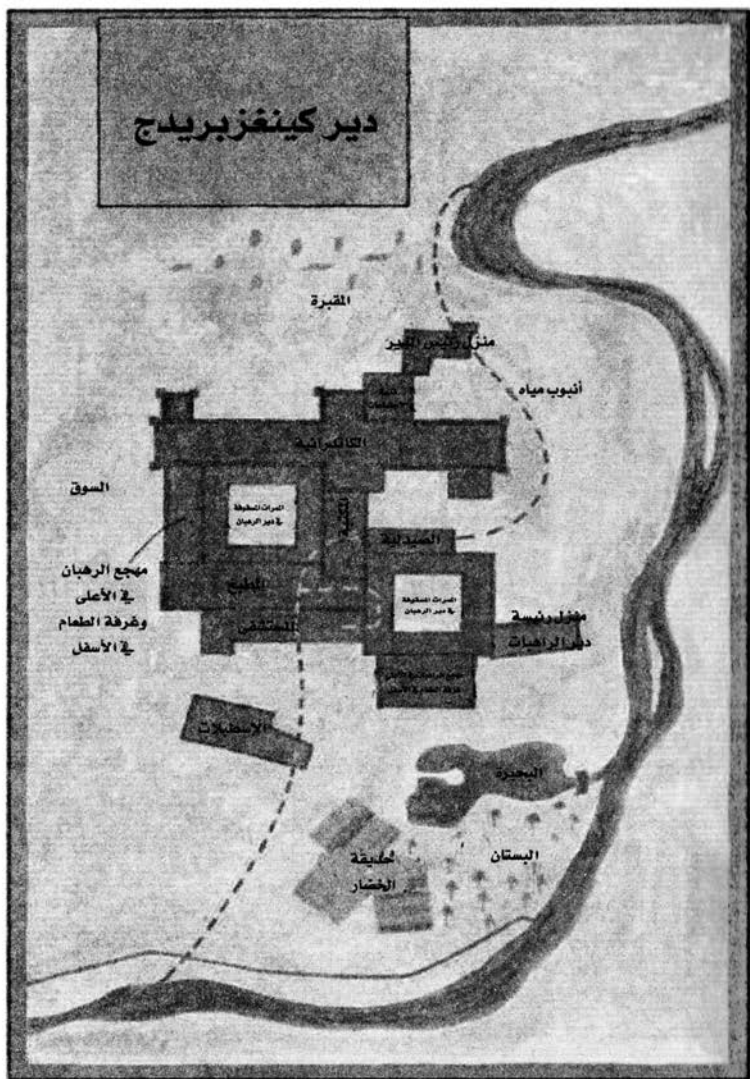 دير كينغزبريدج
المقبرة
منزل رئيس الدير
أنبوب مياه
الكاتدرائية
السوق
الممرات المسقوفة
في دير الرهبان
المكتبة
الصيدلية
مهجع الرهبان
في الأعلى
وغرفة الطعام
في الأسفل
المطبخ
الممرات المسقوفة
في دير الرهبان
المستشفى
منزل رئيسة
دير الراهبات
الإسطبلات
البحيرة
حديقة
الخضار
البستان